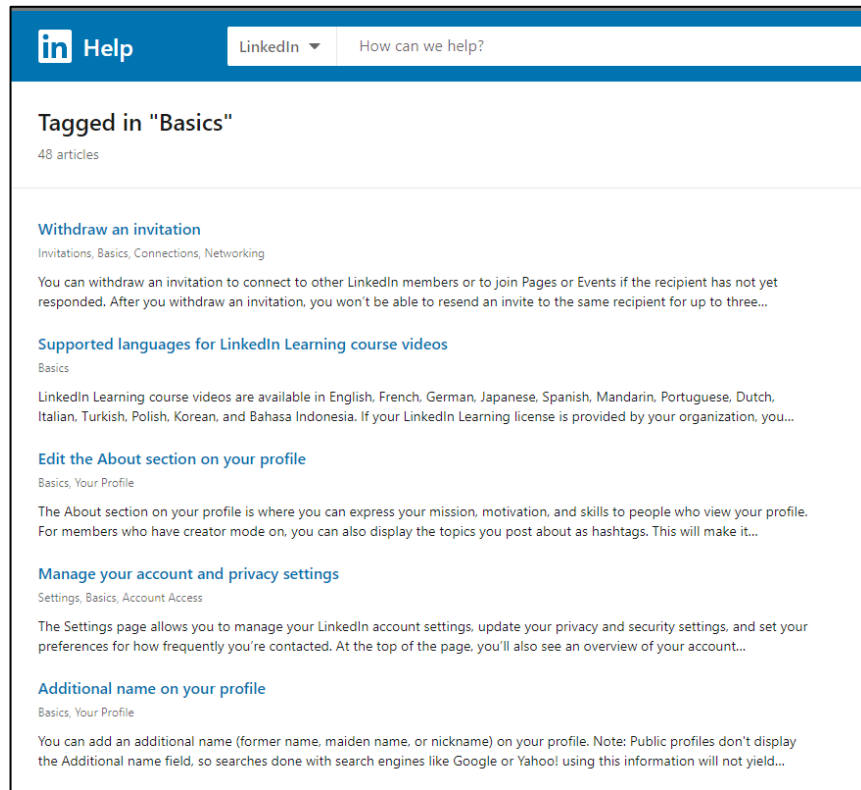 in Help
LinkedIn
How can we help?
Tagged in "Basics"
48 articles
Withdraw an invitation
Invitations, Basics, Connections, Networking
You can withdraw an invitation to connect to other LinkedIn members or to join Pages or Events if the recipient has not yet
responded. After you withdraw an invitation, you won't be able to resend an invite to the same recipient for up to three...
Supported languages for LinkedIn Learning course videos
Basics
LinkedIn Learning course videos are available in English, French, German, Japanese, Spanish, Mandarin, Portuguese, Dutch,
Italian, Turkish, Polish, Korean, and Bahasa Indonesia. If your LinkedIn Learning license is provided by your organization, you...
Edit the About section on your profile
Basics, Your Profile
The About section on your profile is where you can express your mission, motivation, and skills to people who view your profile.
For members who have creator mode on, you can also display the topics you post about as hashtags. This will make it...
Manage your account and privacy settings
Settings, Basics, Account Access
The Settings page allows you to manage your LinkedIn account settings, update your privacy and security settings, and set your
preferences for how frequently you're contacted. At the top of the page, you'll also see an overview of your account...
Additional name on your profile
Basics, Your Profile
You can add an additional name (former name, maiden name, or nickname) on your profile. Note: Public profiles don't display
the Additional name field, so searches done with search engines like Google or Yahoo! using this information will not yield...